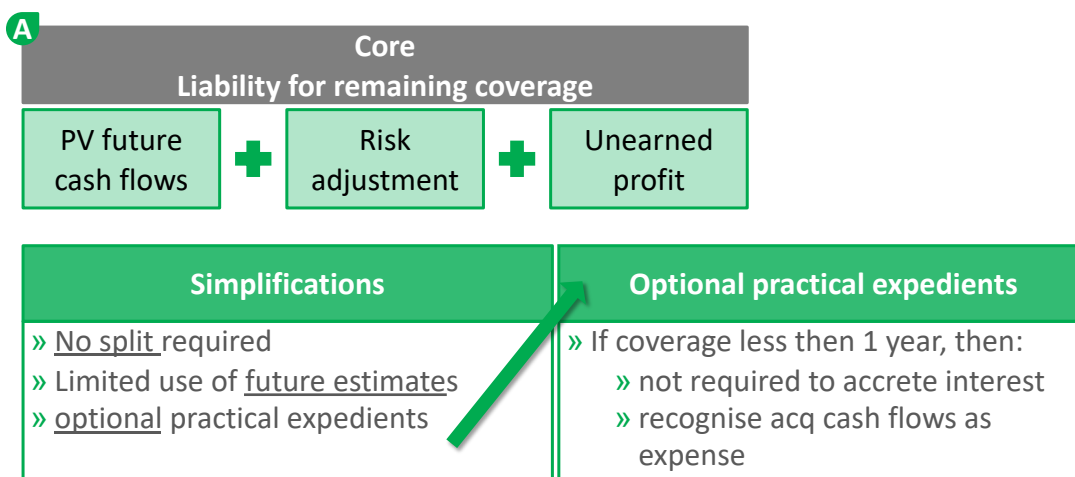 A
Core
Liability for remaining coverage
PV future
cash flows
Risk
adjustment
Unearned
profit
Simplifications
» No split required
» Limited use of future estimates
» optional practical expedients
Optional practical expedients
» If coverage less then 1 year, then:
» not required to accrete interest
» recognise acq cash flows as
expense